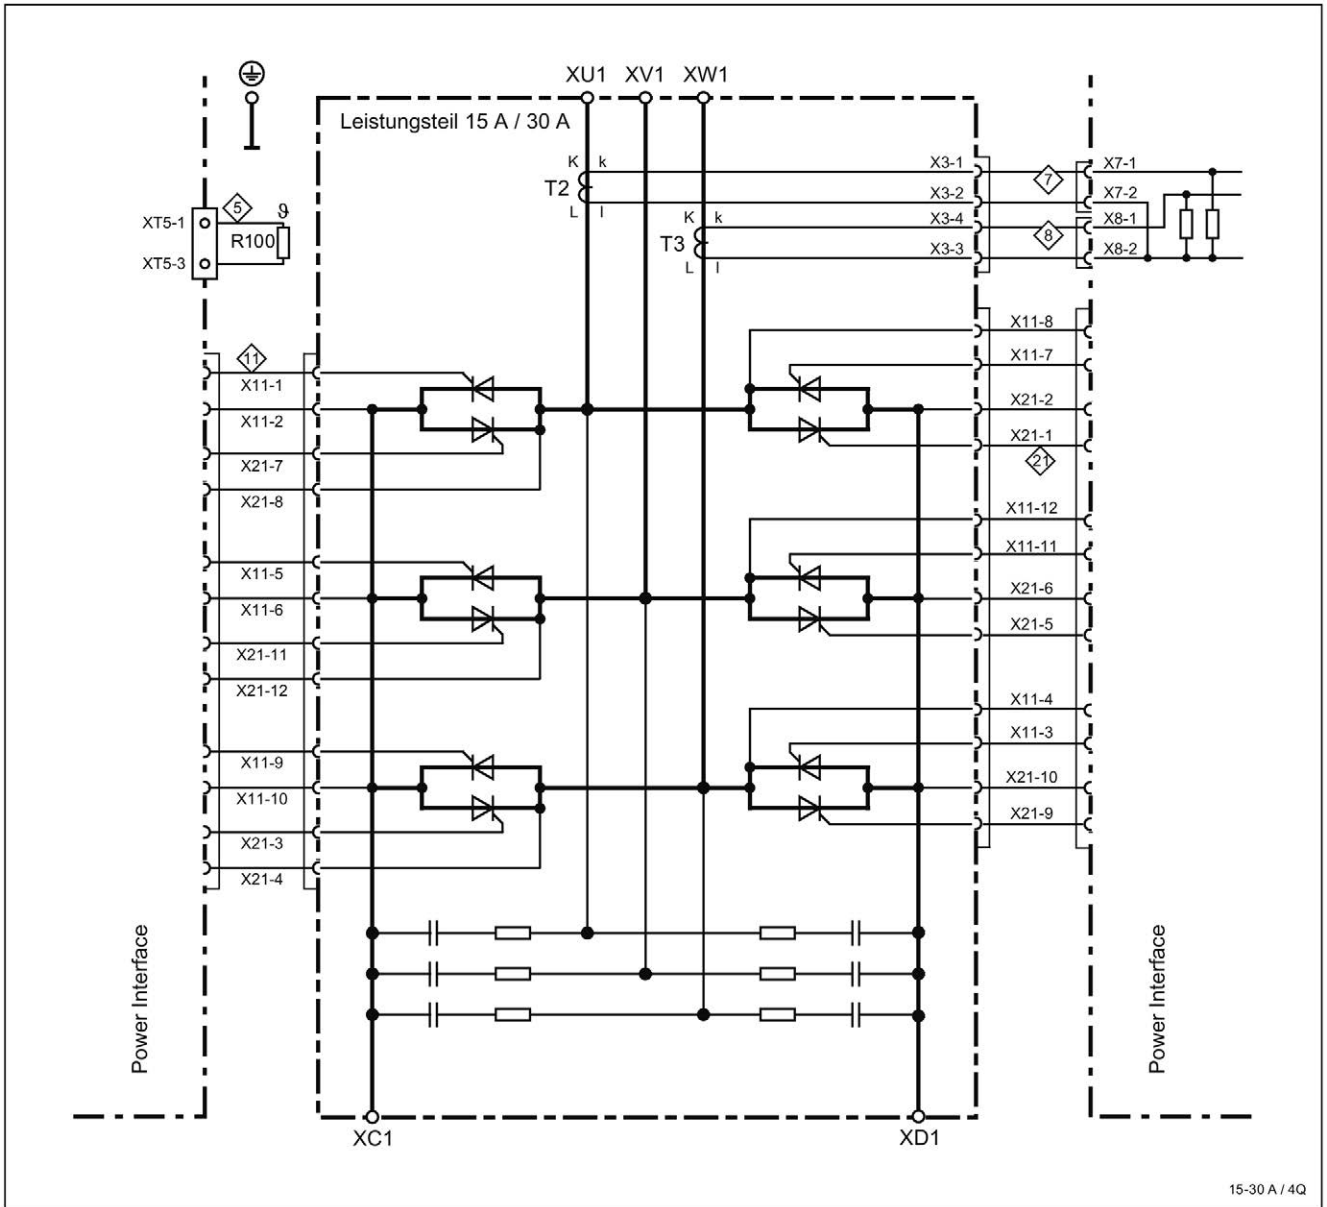 XU1 XV1 XW1
Leistungsteil 15 A / 30 A
K k
T2
L l
X3-1
7
X7-1
X3-2
X7-2
K k
T3
L l
X3-4
8
X8-1
X3-3
X8-2
XT5-1
5
ϑ
R100
XT5-3
11
X11-1
X11-2
X21-7
X21-8
X11-5
X11-6
X21-11
X21-12
X11-9
X11-10
X21-3
X21-4
X11-8
X11-7
X21-2
X21-1
21
X11-12
X11-11
X21-6
X21-5
X11-4
X11-3
X21-10
X21-9
Power Interface
Power Interface
XC1
XD1
15-30 A / 4Q